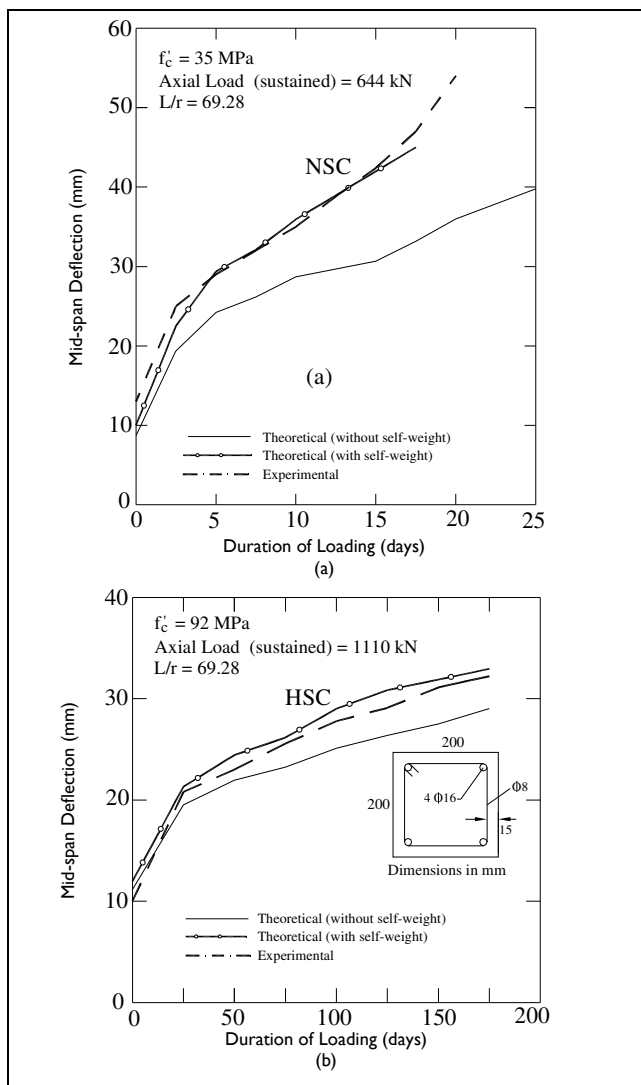 60
f'c = 35 MPa
Axial Load (sustained) = 644 kN
L/r = 69.28
50
NSC
40
Mid-span Deflection (mm)
30
20
(a)
10
Theoretical (without self-weight)
Theoretical (with self-weight)
Experimental
0
0 5 10 15 20 25
Duration of Loading (days)
(a)
40
f'c = 92 MPa
Axial Load (sustained) = 1110 kN
L/r = 69.28
HSC
30
Mid-span Deflection (mm)
200
200
4 Φ16
Φ8
15
20
Dimensions in mm
10
Theoretical (without self-weight)
Theoretical (with self-weight)
Experimental
0
0 50 100 150 200
Duration of Loading (days)
(b)